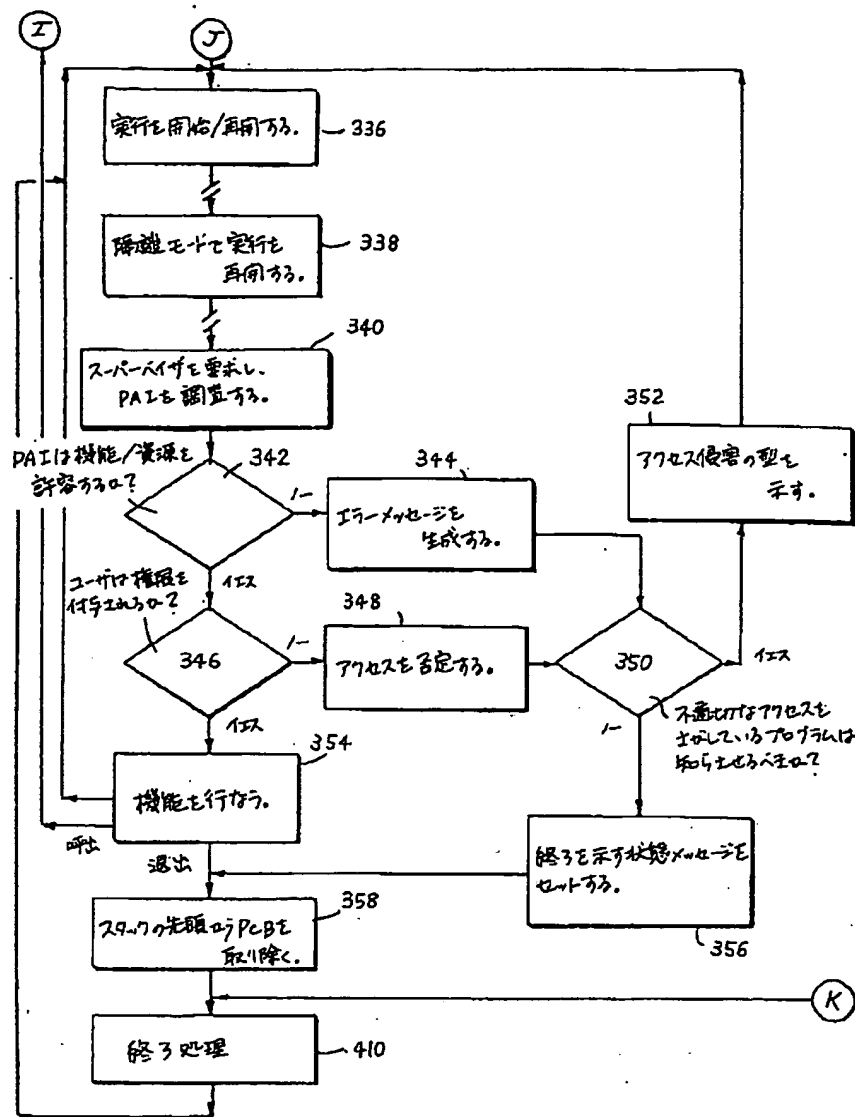 I
J
実行を開始/再開する。
336
隔離モードで実行を
再開する。
338
340
スーパーバイザを要求し、
PAIを調査する。
PAIは機能/資源を
許容するか?
342
ノー
344
エラーメッセージを
生成する。
352
アクセス侵害の型を
示す。
イエス
ユーザは権限を
付与されるか?
346
ノー
348
アクセスを否定する。
350
イエス
ノー
不適切なアクセスを
プログラムは
知らせるべきか?
イエス
354
機能を行なう。
呼出
退出
終了を示す状態メッセージを
セットする。
356
358
スタックの先頭からPCBを
取り除く。
K
終了処理
410